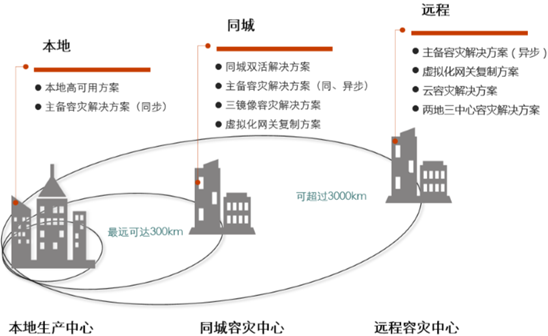 本地
本地高可用方案
主备容灾解决方案（同步）
同城
同城双活解决方案
主备容灾解决方案（同、异步）
三镜像容灾解决方案
虚拟化网关复制方案
远程
主备容灾解决方案（异步）
虚拟化网关复制方案
云容灾解决方案
两地三中心容灾解决方案
最远可达300km
可超过3000km
本地生产中心
同城容灾中心
远程容灾中心